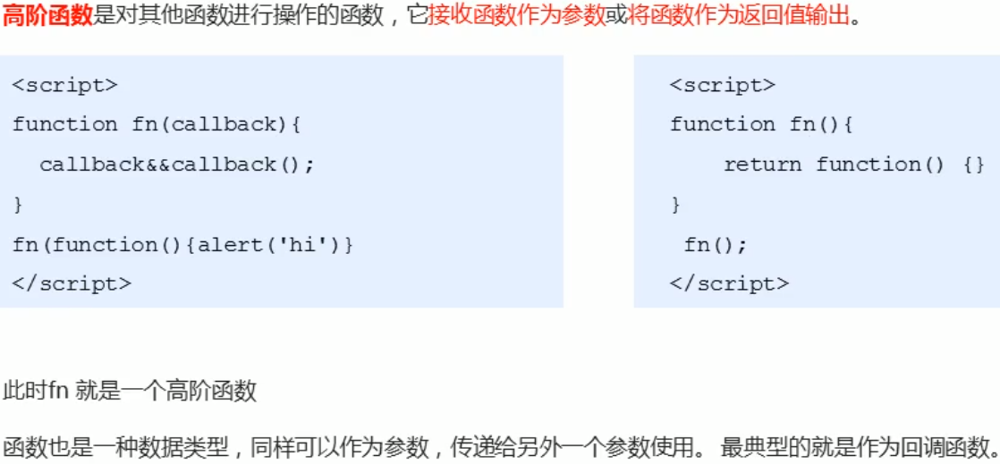 高阶函数是对其他函数进行操作的函数，它接收函数作为参数或将函数作为返回值输出。
<script>
function fn(callback){
  callback&&callback();
}
fn(function(){alert('hi')}
</script>
<script>
function fn(){
    return function() {}
}
 fn();
</script>
此时fn 就是一个高阶函数
函数也是一种数据类型，同样可以作为参数，传递给另外一个参数使用。 最典型的就是作为回调函数。